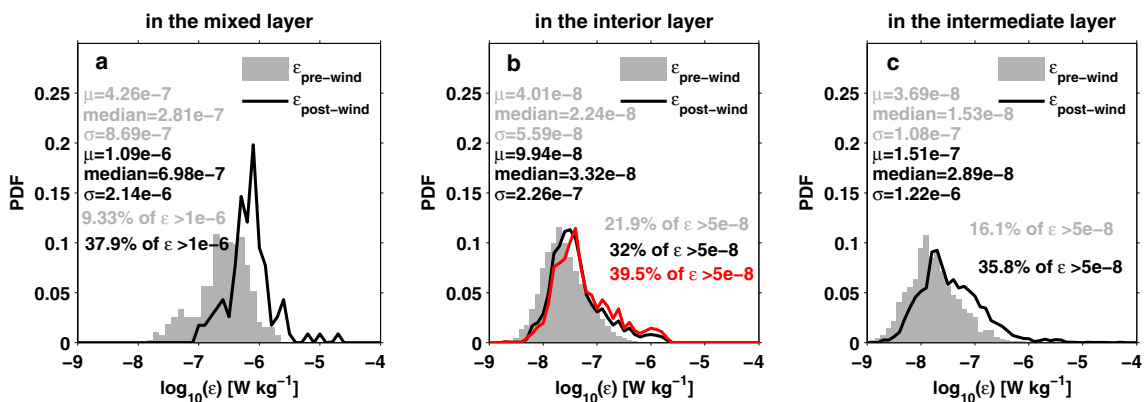 in the mixed layer
a
ε pre−wind
ε post−wind
μ=4.26e−7
median=2.81e−7
σ=8.69e−7
μ=1.09e−6
median=6.98e−7
σ=2.14e−6
9.33% of ε >1e−6
37.9% of ε >1e−6
PDF
0.25
0.2
0.15
0.1
0.05
0
−9 −8 −7 −6 −5 −4
log10(ε) [W kg−1]
in the interior layer
b
ε pre−wind
ε post−wind
μ=4.01e−8
median=2.24e−8
σ=5.59e−8
μ=9.94e−8
median=3.32e−8
σ=2.26e−7
21.9% of ε >5e−8
32% of ε >5e−8
39.5% of ε >5e−8
PDF
0.25
0.2
0.15
0.1
0.05
0
−9 −8 −7 −6 −5 −4
log10(ε) [W kg−1]
in the intermediate layer
c
ε pre−wind
ε post−wind
μ=3.69e−8
median=1.53e−8
σ=1.08e−7
μ=1.51e−7
median=2.89e−8
σ=1.22e−6
16.1% of ε >5e−8
35.8% of ε >5e−8
PDF
0.25
0.2
0.15
0.1
0.05
0
−9 −8 −7 −6 −5 −4
log10(ε) [W kg−1]